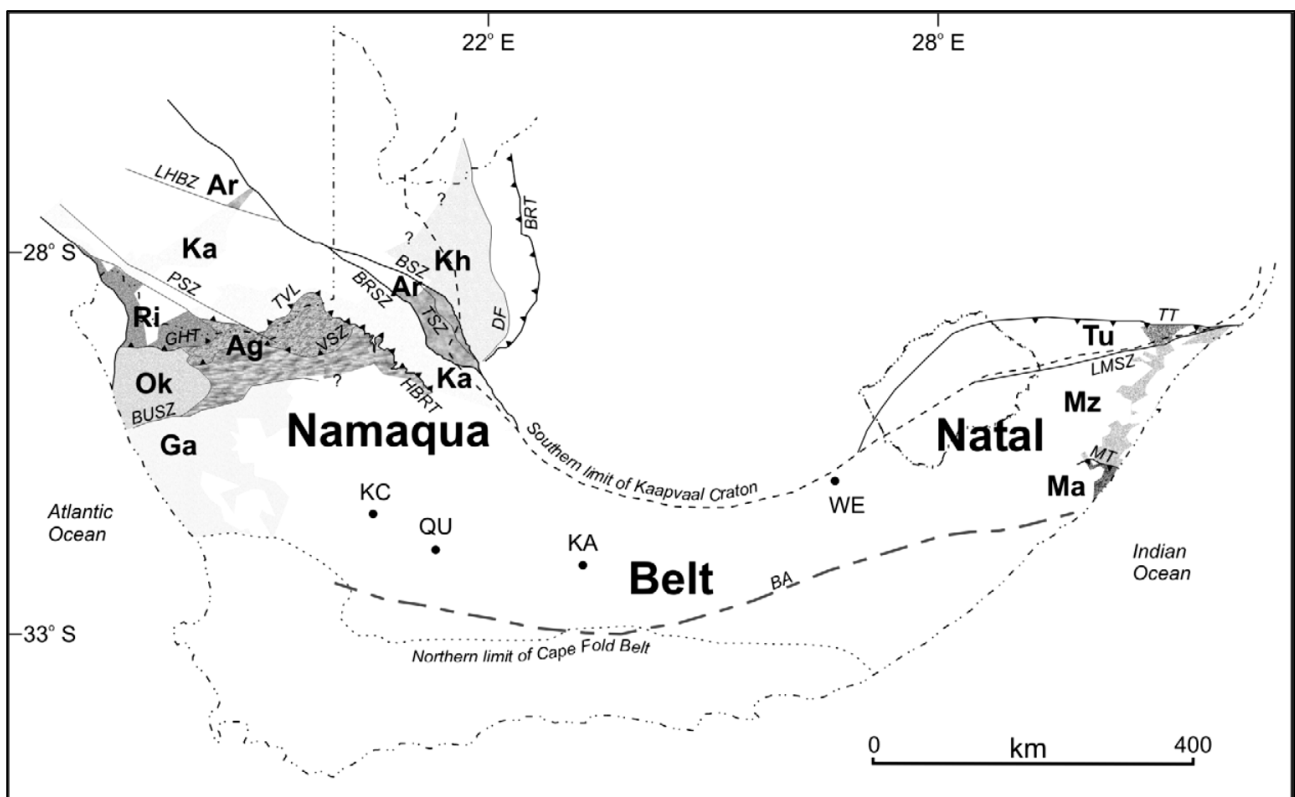 22° E
28° E
LHBZ
Ar
BRT
28° S
Ka
?
?
Kh
BSZ
Ar
BRSZ
PSZ
TVL
TSZ
DF
Ri
GHT
Ag
VSZ
TT
Tu
LMSZ
Ok
?
Ka
HBRT
BUSZ
Mz
Ga
Namaqua
Natal
Southern limit of Kaapvaal Craton
MT
Ma
KC
WE
Atlantic
Ocean
QU
KA
Belt
BA
Indian
Ocean
33° S
Northern limit of Cape Fold Belt
0
km
400